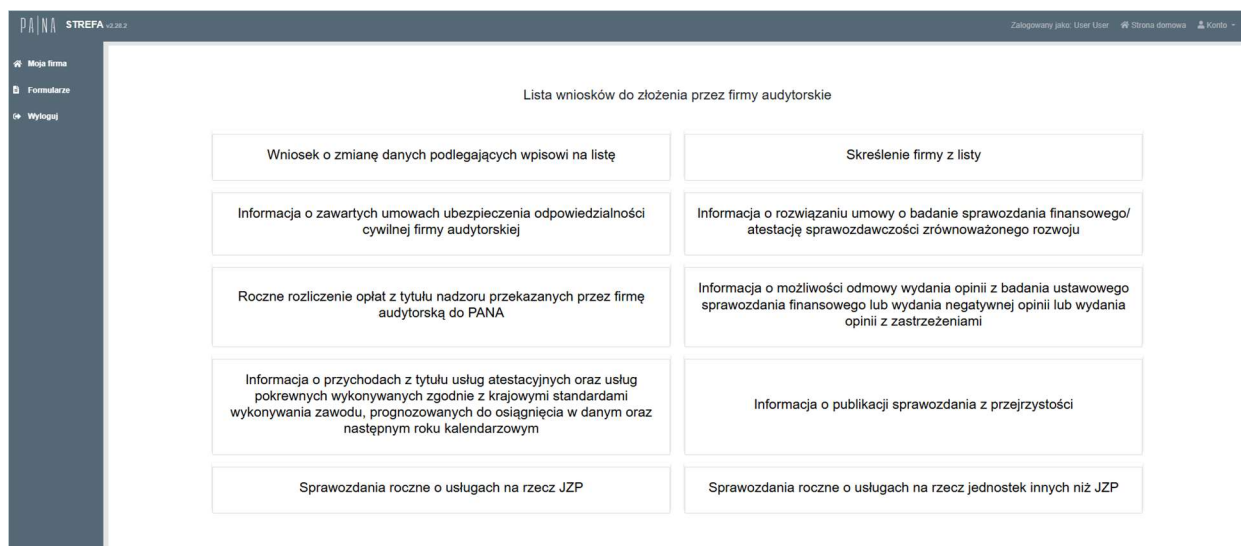 PA|NA STREFA v2.28.2
Zalogowany jako: User User Strona domowa Konto
Moja firma
Formularze
Wyloguj
Lista wniosków do złożenia przez firmy audytorskie
Wniosek o zmianę danych podlegających wpisowi na listę
Skreślenie firmy z listy
Informacja o zawartych umowach ubezpieczenia odpowiedzialności
cywilnej firmy audytorskiej
Informacja o rozwiązaniu umowy o badanie sprawozdania finansowego/
atestację sprawozdawczości zrównoważonego rozwoju
Roczne rozliczenie opłat z tytułu nadzoru przekazanych przez firmę
audytorską do PANA
Informacja o możliwości odmowy wydania opinii z badania ustawowego
sprawozdania finansowego lub wydania negatywnej opinii lub wydania
opinii z zastrzeżeniami
Informacja o przychodach z tytułu usług atestacyjnych oraz usług
pokrewnych wykonywanych zgodnie z krajowymi standardami
wykonywania zawodu, prognozowanych do osiągnięcia w danym oraz
następnym roku kalendarzowym
Informacja o publikacji sprawozdania z przejrzystości
Sprawozdania roczne o usługach na rzecz JZP
Sprawozdania roczne o usługach na rzecz jednostek innych niż JZP